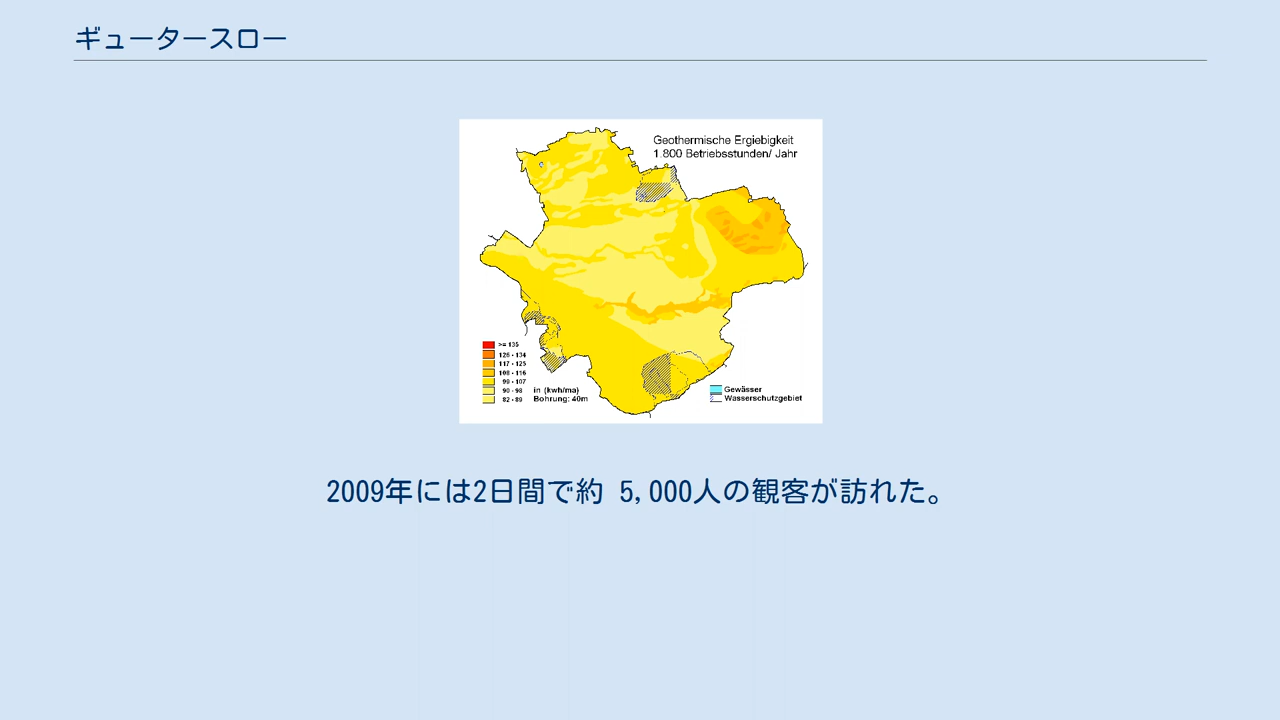 ギュータースロー
Geothermische Ergiebigkeit
1.800 Betriebsstunden/ Jahr
>= 135
126 - 134
117 - 125
108 - 116
99 - 107
90 - 98
82 - 89
in (kwh/ma)
Bohrung: 40m
Gewässer
Wasserschutzgebiet
2009年には2日間で約 5,000人の観客が訪れた。